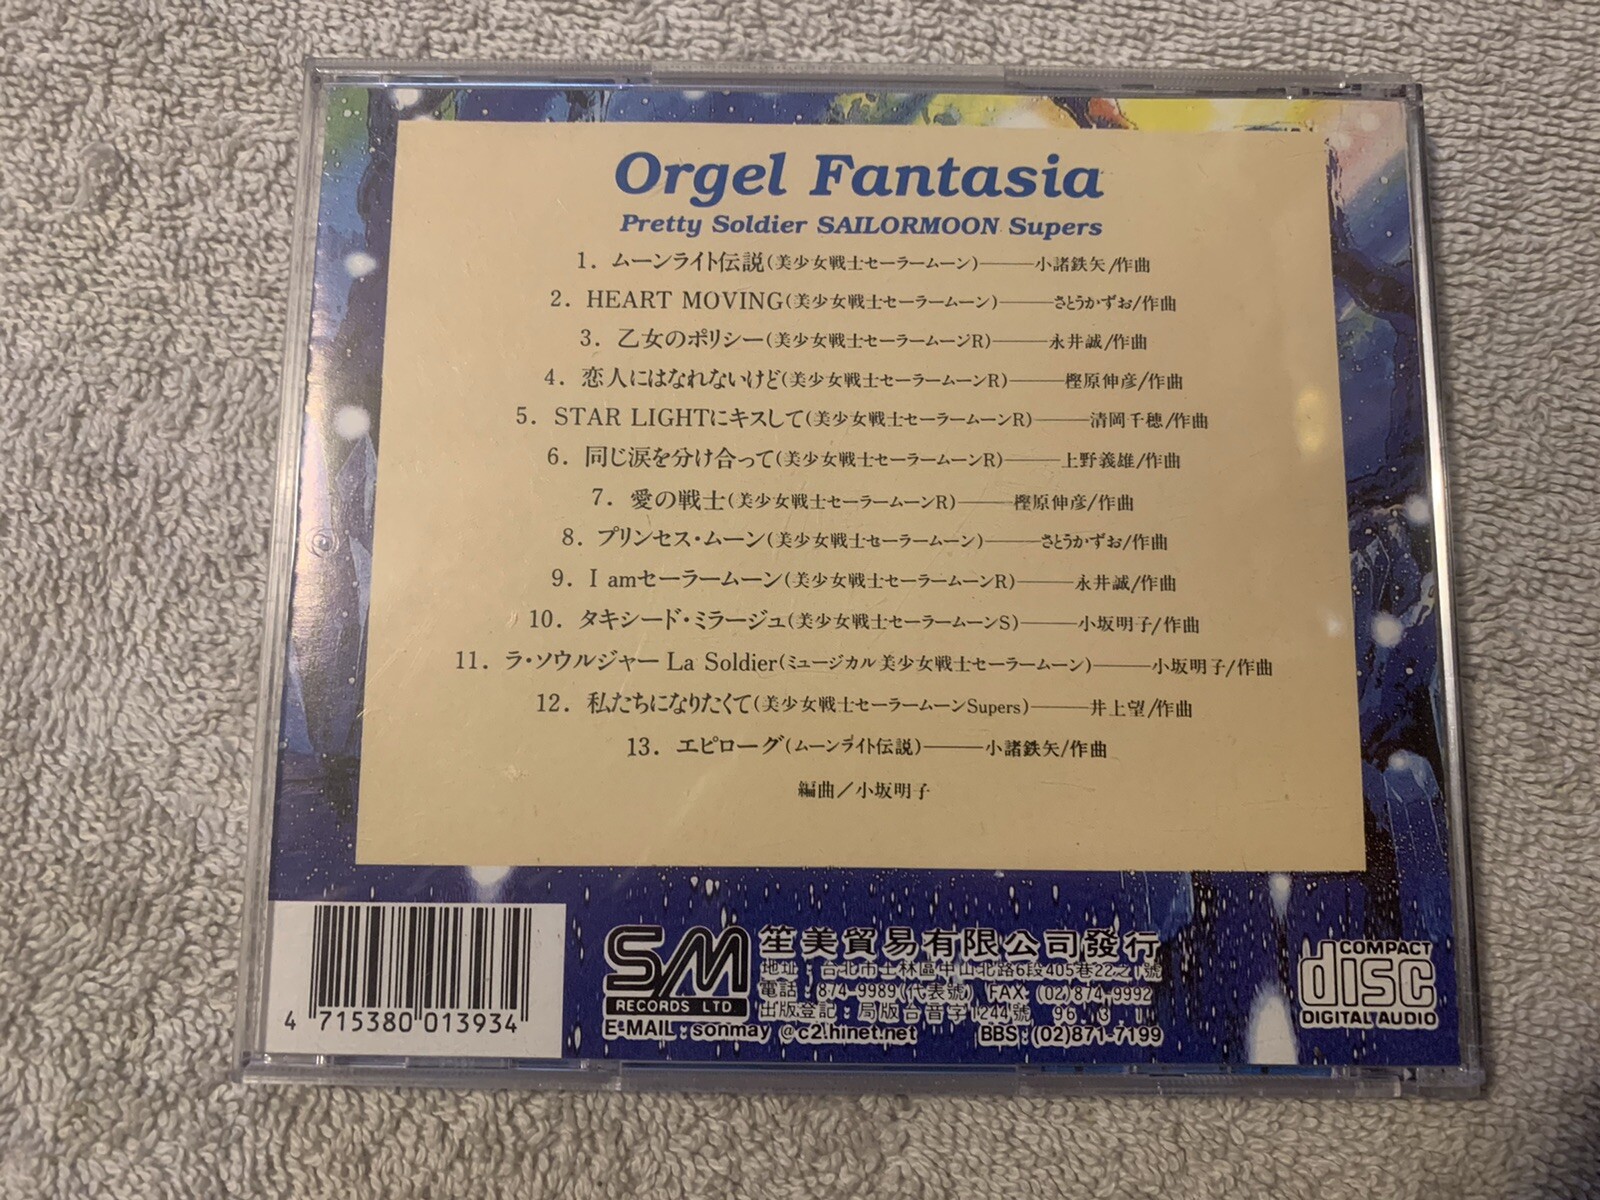 Orgel Fantasia
Pretty Soldier SAILORMOON Supers
1. ムーンライト伝説(美少女戦士セーラームーン)―――小諸鉄矢/作曲
2. HEART MOVING(美少女戦士セーラームーン)―――さとうかずお/作曲
3. 乙女のポリシー(美少女戦士セーラームーンR)―――永井誠/作曲
4. 恋人にはなれないけど(美少女戦士セーラームーンR)―――樫原伸彦/作曲
5. STAR LIGHTにキスして(美少女戦士セーラームーンR)―――清岡千穂/作曲
6. 同じ涙を分け合って(美少女戦士セーラームーンR)―――上野義雄/作曲
7. 愛の戦士(美少女戦士セーラームーンR)―――樫原伸彦/作曲
8. プリンセス・ムーン(美少女戦士セーラームーン)―――さとうかずお/作曲
9. I amセーラームーン(美少女戦士セーラームーンR)―――永井誠/作曲
10. タキシード・ミラージュ(美少女戦士セーラームーンS)―――小坂明子/作曲
11. ラ・ソウルジャー La Soldier(ミュージカル 美少女戦士セーラームーン)―――小坂明子/作曲
12. 私たちになりたくて(美少女戦士セーラームーンSupers)―――井上望/作曲
13. エピローグ(ムーンライト伝説)―――小諸鉄矢/作曲
編曲/小坂明子
4 715380 013934
SM
RECORDS LTD
笙美貿易有限公司發行
地址:台北市士林區中山北路6段405巷22之1號
電話:874-9989(代表號) FAX (02)874-9992
出版登記:局版台音字1244號 96 3
E-MAIL:sonmay @c2.hinet.net BBS:(02)871-7199
COMPACT
disc
DIGITAL AUDIO